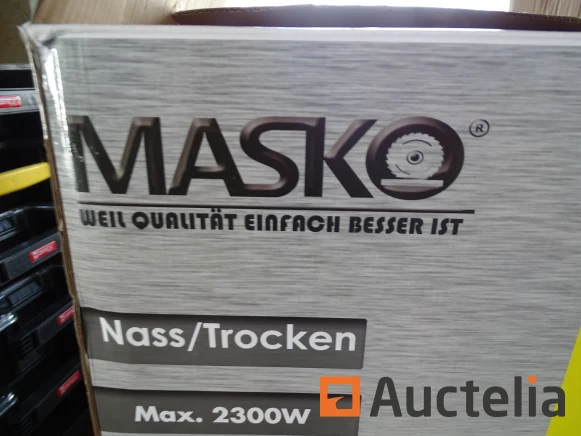 MASKO®
WEIL QUALITÄT EINFACH BESSER IST
Nass/Trocken
Max. 2300W
Auctelia